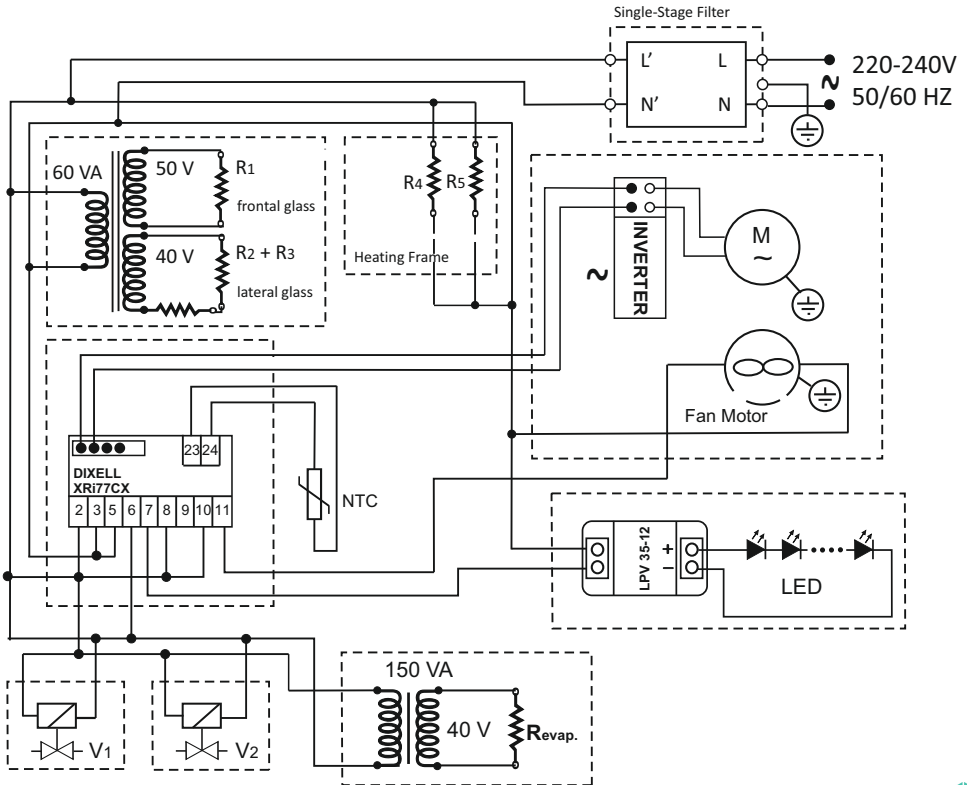 Single-Stage Filter
L' L
N' N
220-240V
~
50/60 HZ
60 VA
50 V
R1
frontal glass
40 V
R2 + R3
lateral glass
R4 R5
Heating Frame
INVERTER
~
M
~
Fan Motor
23 24
DIXELL
XRi77CX
2 3 5 6 7 8 9 10 11
NTC
LPV 35-12
+
−
LED
V1
V2
150 VA
40 V
Revap.